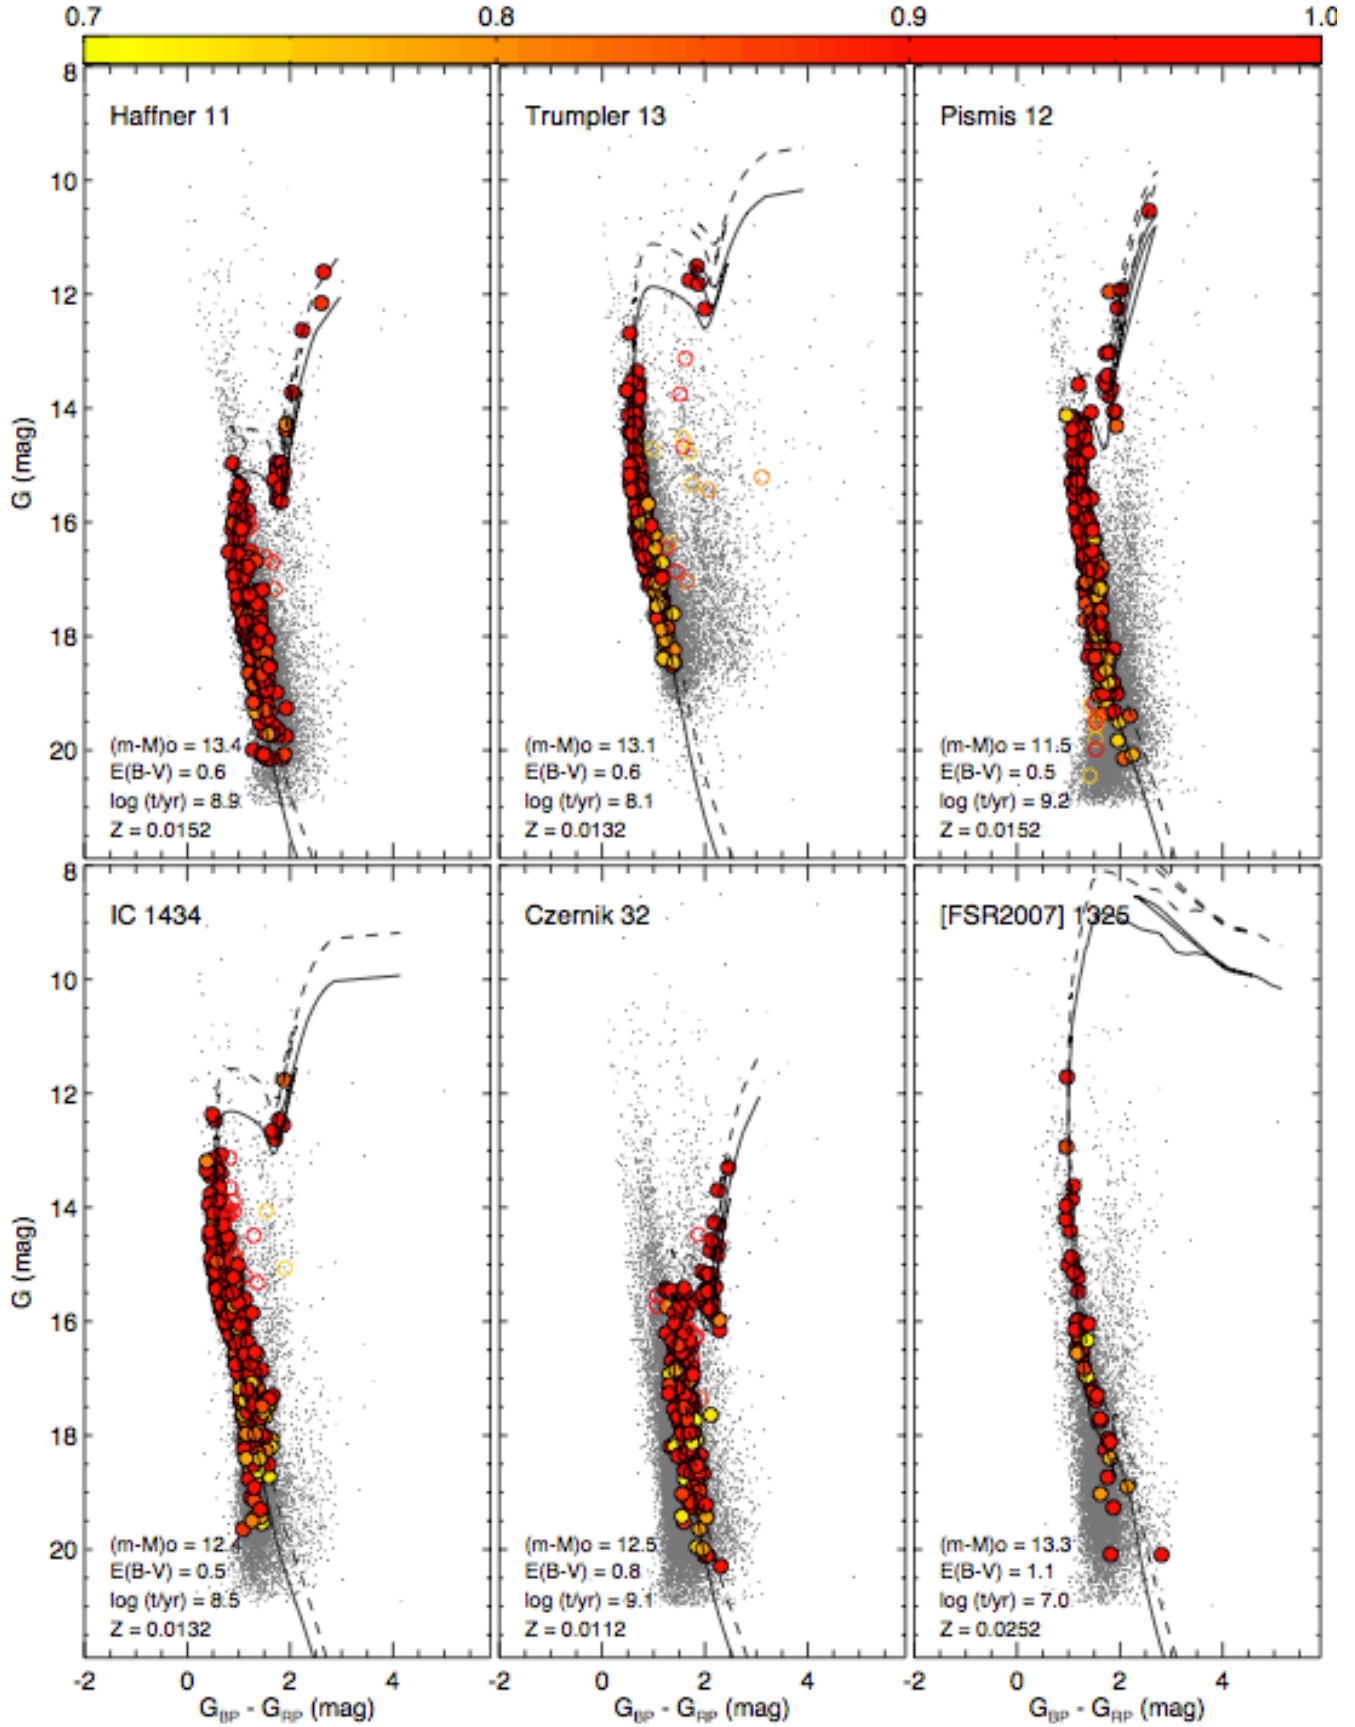 0.7 0.8 0.9 1.0
Haffner 11
Trumpler 13
Pismis 12
8
10
12
14
16
18
20
G (mag)
(m-M)o = 13.4
E(B-V) = 0.6
log (t/yr) = 8.9
Z = 0.0152
(m-M)o = 13.1
E(B-V) = 0.6
log (t/yr) = 8.1
Z = 0.0132
(m-M)o = 11.5
E(B-V) = 0.5
log (t/yr) = 9.2
Z = 0.0152
IC 1434
Czernik 32
[FSR2007] 1325
8
10
12
14
16
18
20
G (mag)
(m-M)o = 12.4
E(B-V) = 0.5
log (t/yr) = 8.5
Z = 0.0132
(m-M)o = 12.5
E(B-V) = 0.8
log (t/yr) = 9.1
Z = 0.0112
(m-M)o = 13.3
E(B-V) = 1.1
log (t/yr) = 7.0
Z = 0.0252
-2 0 2 4 -2 0 2 4 -2 0 2 4
G_BP - G_RP (mag) G_BP - G_RP (mag) G_BP - G_RP (mag)